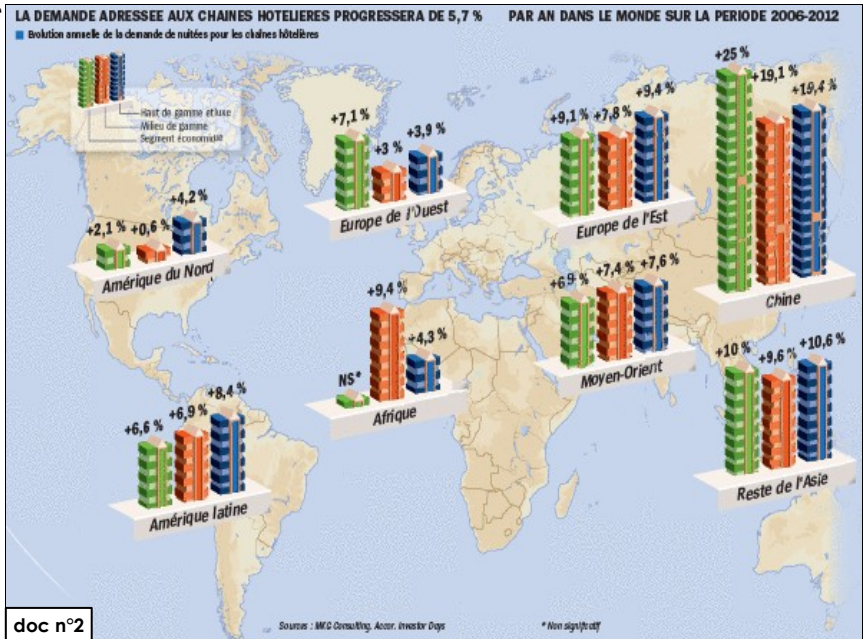 LA DEMANDE ADRESSEE AUX CHAINES HOTELIERES PROGRESSERA DE 5,7 % PAR AN DANS LE MONDE SUR LA PERIODE 2006-2012
Evolution annuelle de la demande de nuitées pour les chaînes hôtelières
Haut de gamme et luxe
Milieu de gamme
Segment économique
+2,1 % +0,6 % +4,2 %
Amérique du Nord
+7,1 % +3 % +3,9 %
Europe de l'Ouest
+9,1 % +7,8 % +9,4 %
Europe de l'Est
+25 % +19,1 % +19,4 %
Chine
+6,6 % +6,9 % +8,4 %
Amérique latine
NS* +9,4 % +4,3 %
Afrique
+6,9 % +7,4 % +7,6 %
Moyen-Orient
+10 % +9,6 % +10,6 %
Reste de l'Asie
doc n°2
Sources : MKG Consulting, Accor, Investor Days
* Non significatif